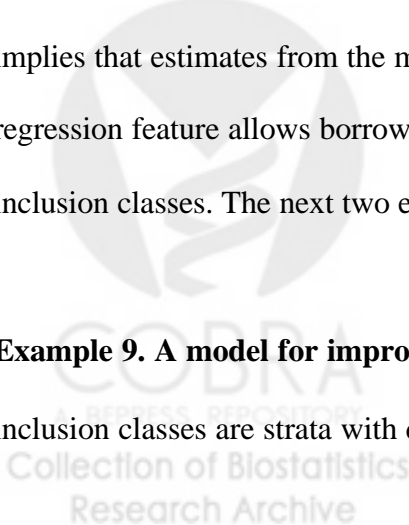 implies that estimates from the m
regression feature allows borrow
inclusion classes. The next two e
COBRA
Example 9. A model for impro
A BEPRESS REPOSITORY
inclusion classes are strata with
Collection of Biostatistics
Research Archive